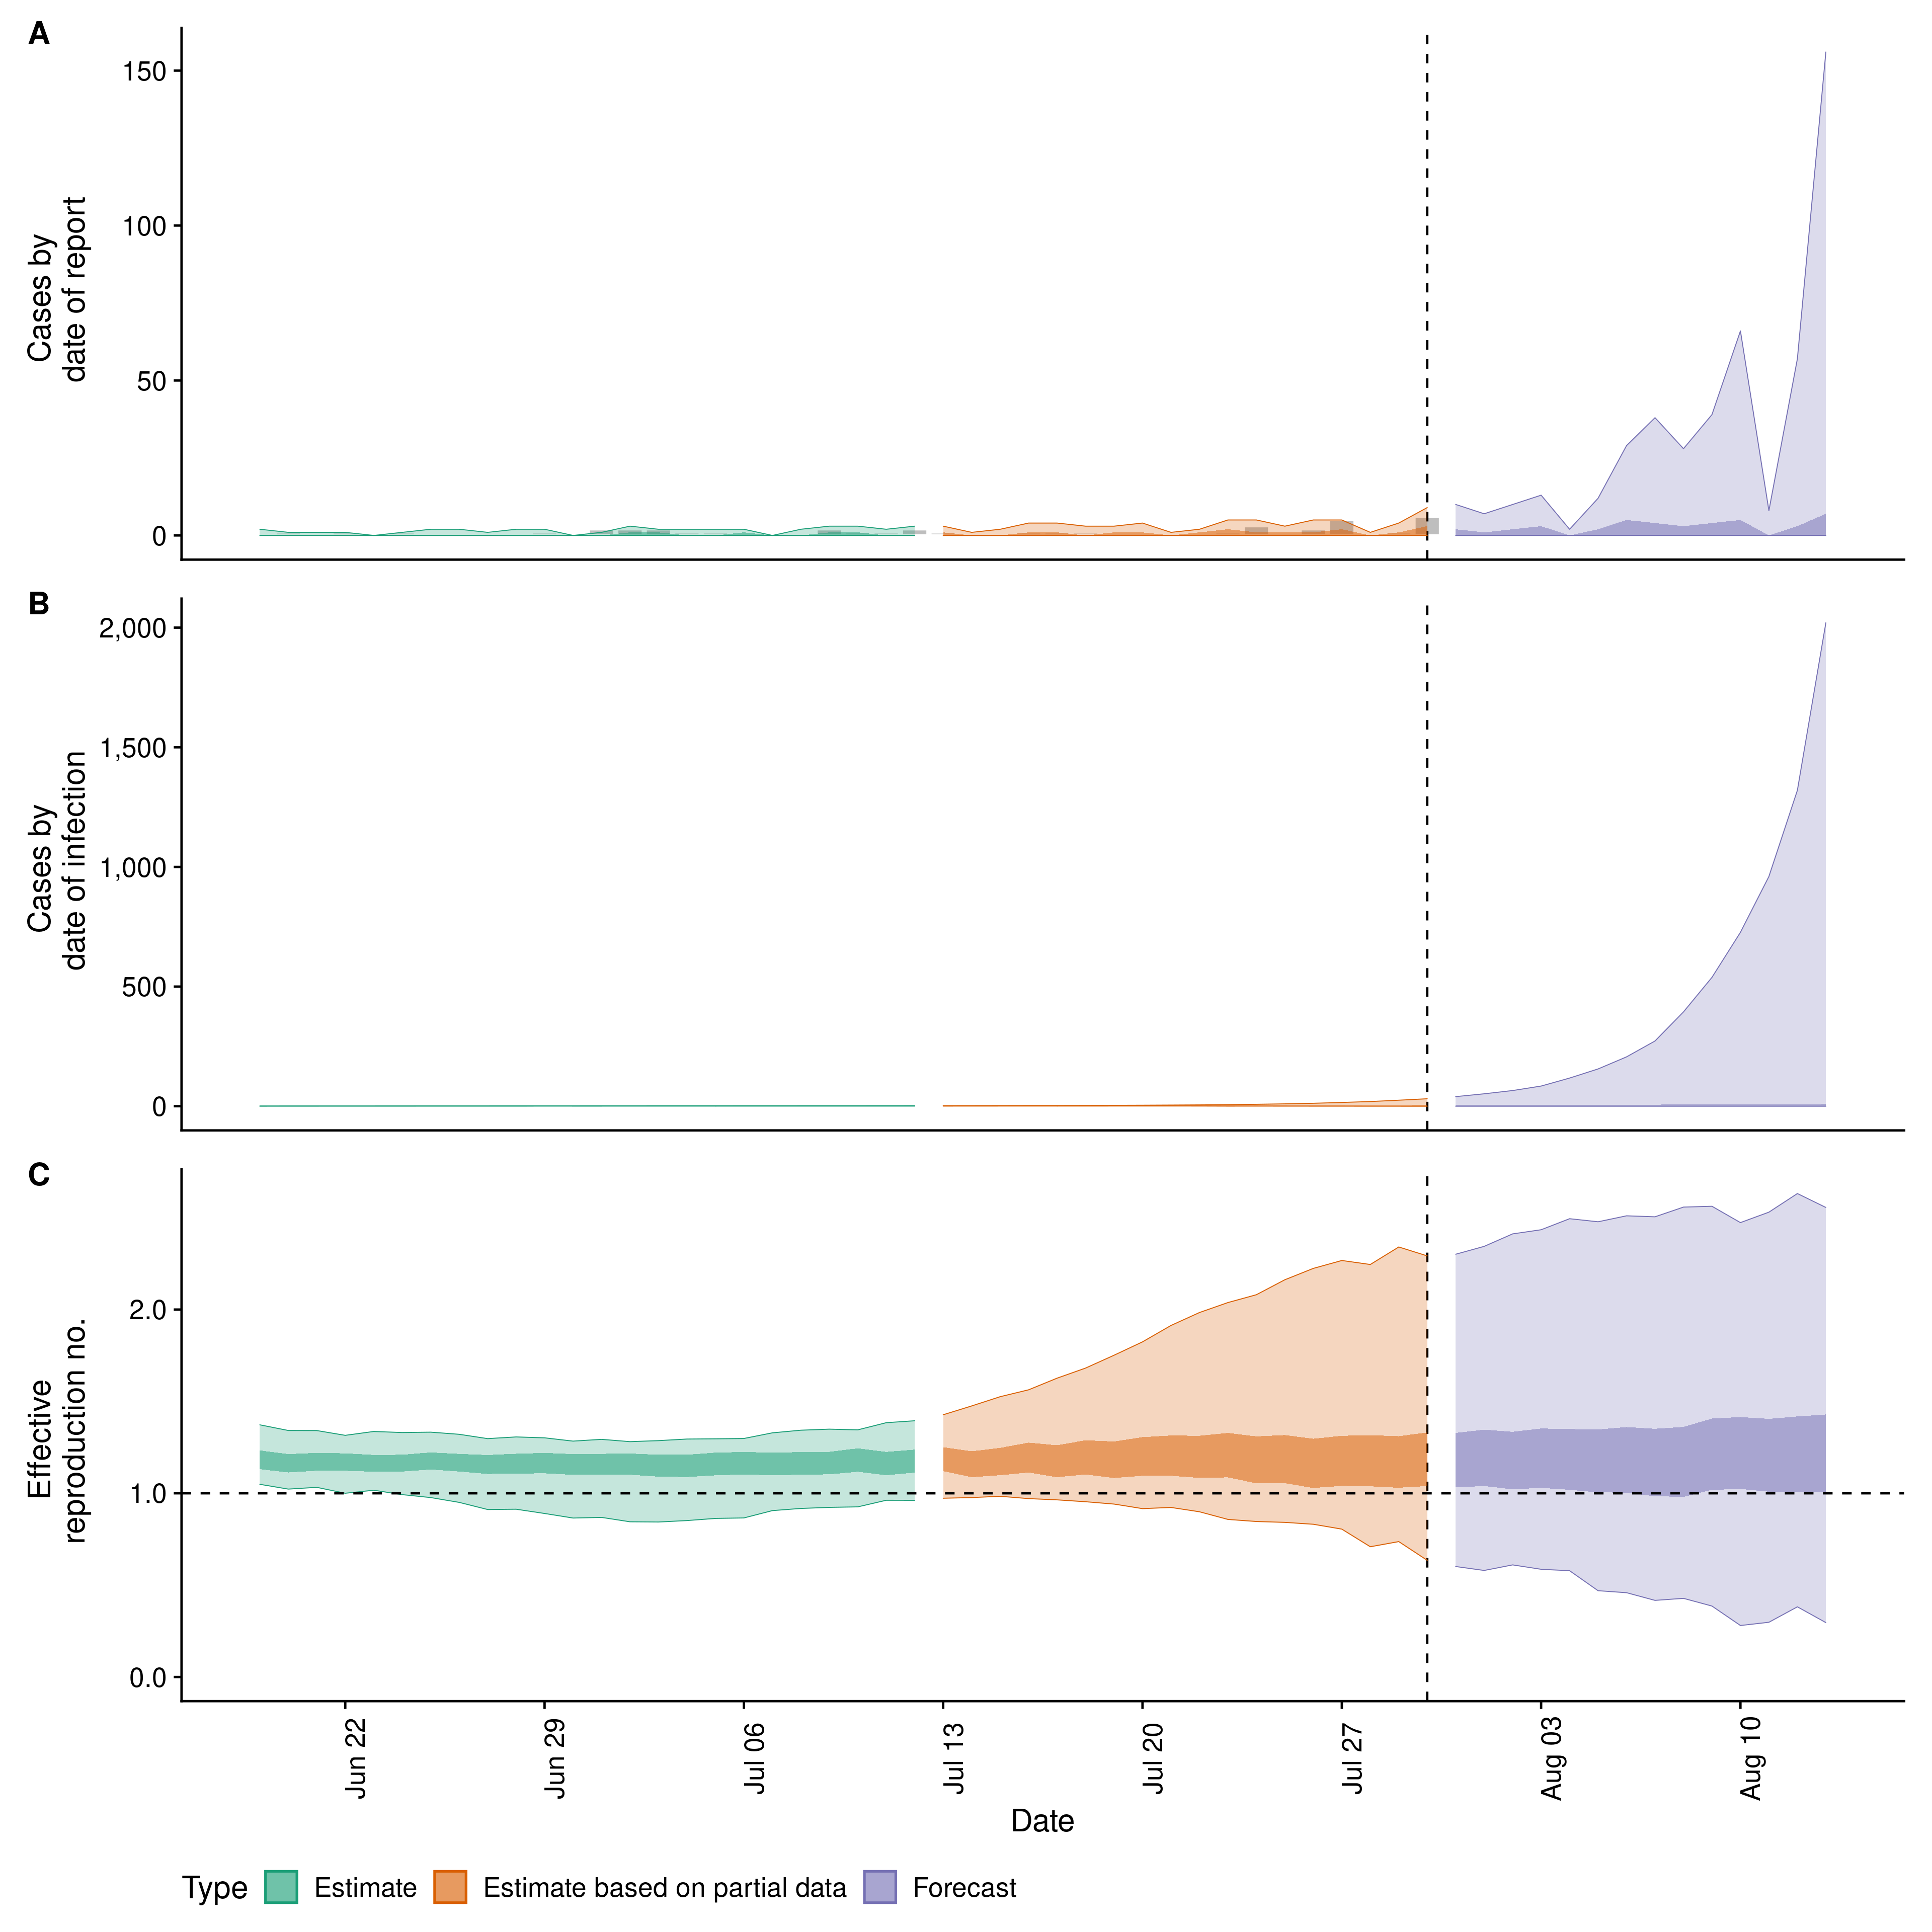 A
150
100
50
0
Cases by
date of report
B
2,000
1,500
1,000
500
0
Cases by
date of infection
C
2.0
1.0
0.0
Effective
reproduction no.
Jun 22
Jun 29
Jul 06
Jul 13
Jul 20
Jul 27
Aug 03
Aug 10
Date
Type Estimate Estimate based on partial data Forecast